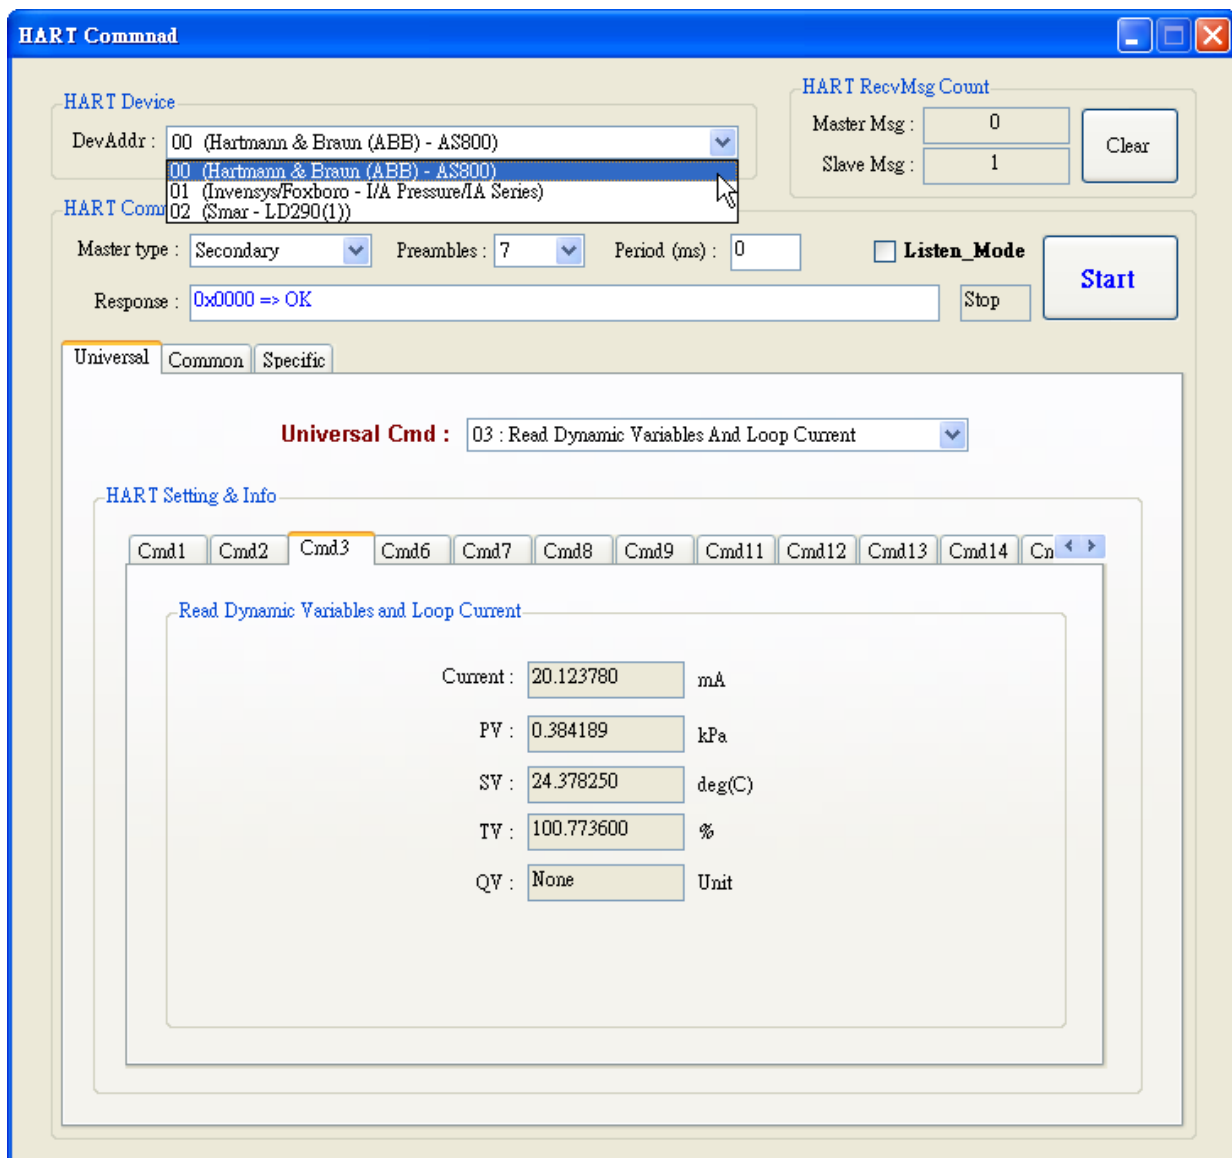 HART Commnad
HART Device
DevAddr : 00 (Hartmann & Braun (ABB) - AS800)
00 (Hartmann & Braun (ABB) - AS800)
01 (Invensys/Foxboro - I/A Pressure/IA Series)
02 (Smar - LD290(1))
HART RecvMsg Count
Master Msg : 0
Slave Msg : 1
Clear
HART Com
Master type : Secondary Preambles : 7 Period (ms) : 0 Listen_Mode
Start
Response : 0x0000 => OK Stop
Universal Common Specific
Universal Cmd : 03 : Read Dynamic Variables And Loop Current
HART Setting & Info
Cmd1 Cmd2 Cmd3 Cmd6 Cmd7 Cmd8 Cmd9 Cmd11 Cmd12 Cmd13 Cmd14 Cn
Read Dynamic Variables and Loop Current
Current : 20.123780 mA
PV : 0.384189 kPa
SV : 24.378250 deg(C)
TV : 100.773600 %
QV : None Unit